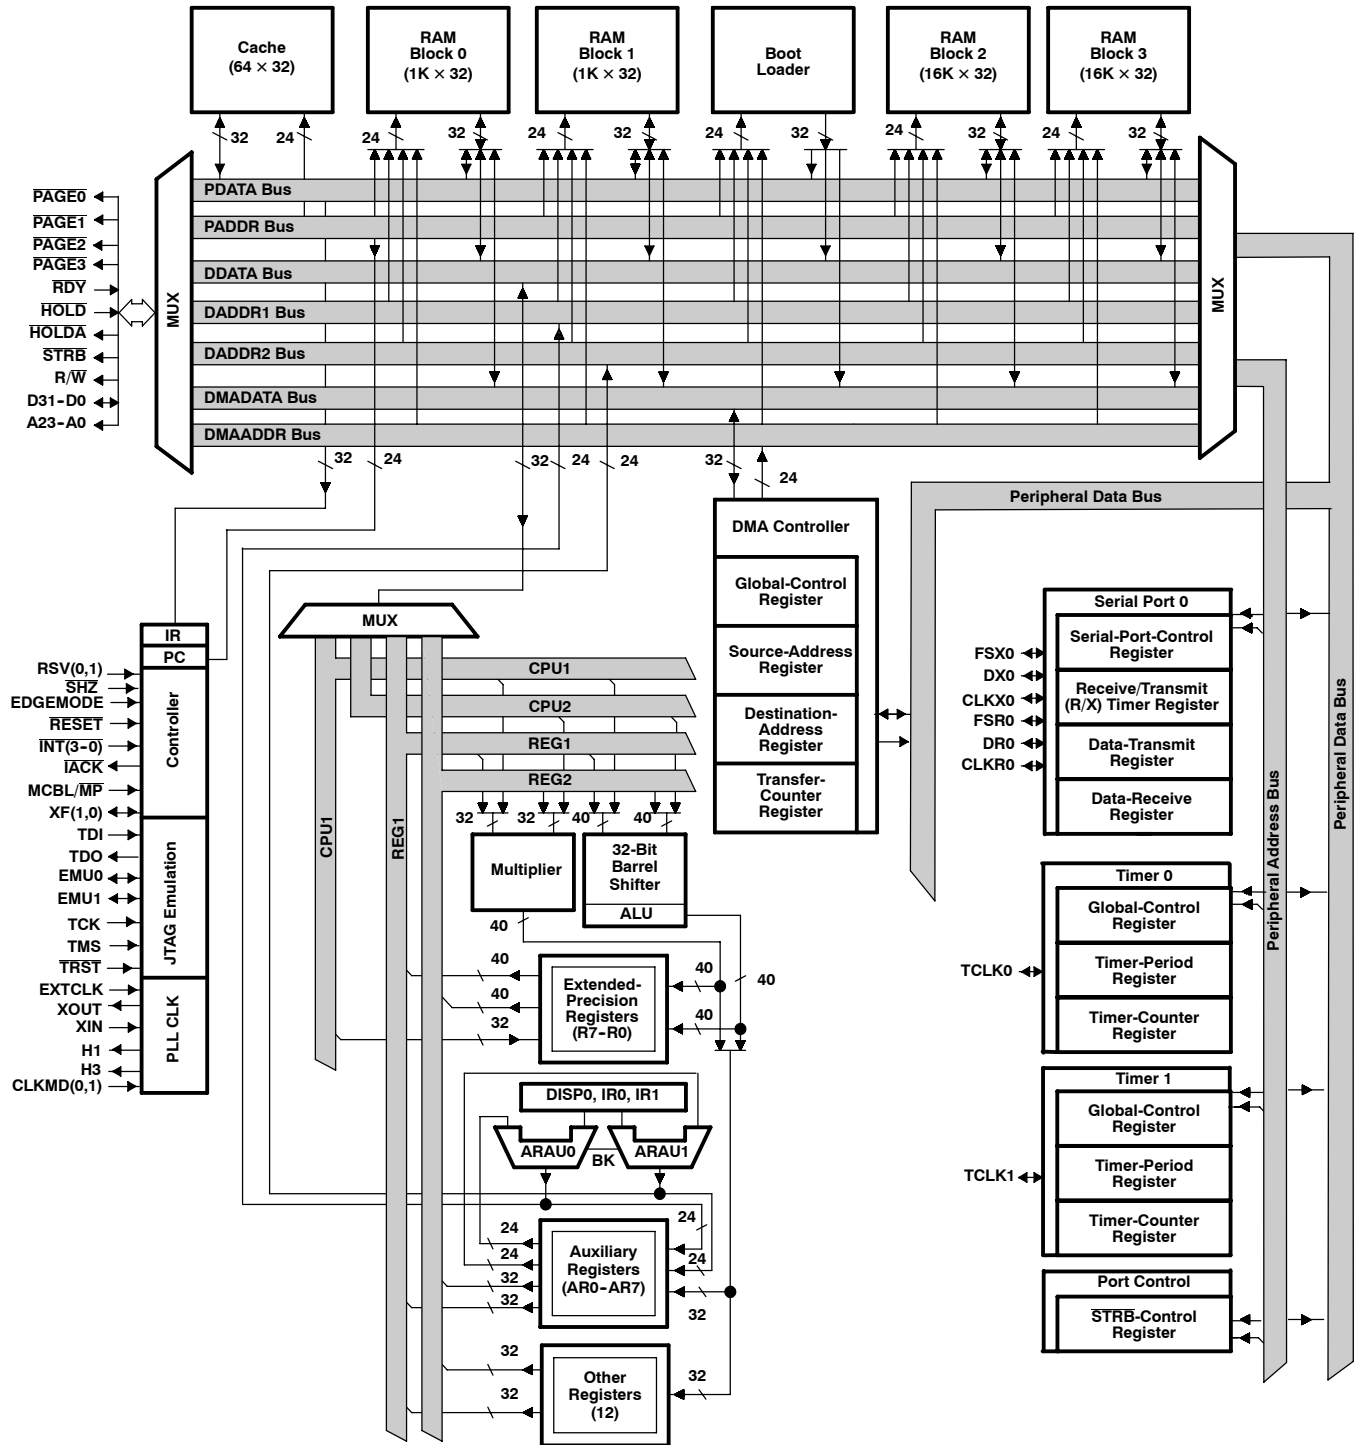 Cache
(64 × 32)
RAM
Block 0
(1K × 32)
RAM
Block 1
(1K × 32)
Boot
Loader
RAM
Block 2
(16K × 32)
RAM
Block 3
(16K × 32)
32
24
24
32
24
32
24
32
24
32
24
32
MUX
PDATA Bus
PADDR Bus
DDATA Bus
DADDR1 Bus
DADDR2 Bus
DMADATA Bus
DMAADDR Bus
MUX
PAGE0
PAGE1
PAGE2
PAGE3
RDY
HOLD
HOLDA
STRB
R/W
D31-D0
A23-A0
32
24
32
24
24
32
24
Peripheral Data Bus
DMA Controller
Global-Control
Register
Source-Address
Register
Destination-
Address
Register
Transfer-
Counter
Register
IR
PC
Controller
JTAG Emulation
PLL CLK
RSV(0,1)
SHZ
EDGEMODE
RESET
INT(3-0)
IACK
MCBL/MP
XF(1,0)
TDI
TDO
EMU0
EMU1
TCK
TMS
TRST
EXTCLK
XOUT
XIN
H1
H3
CLKMD(0,1)
MUX
CPU1
CPU2
REG1
REG2
CPU1
REG1
32
32
40
40
Multiplier
32-Bit
Barrel
Shifter
ALU
40
40
40
40
32
Extended-
Precision
Registers
(R7-R0)
40
40
40
DISP0, IR0, IR1
ARAU0
BK
ARAU1
24
24
32
32
Auxiliary
Registers
(AR0-AR7)
24
24
32
32
32
Other
Registers
(12)
32
Serial Port 0
Serial-Port-Control
Register
Receive/Transmit
(R/X) Timer Register
Data-Transmit
Register
Data-Receive
Register
FSX0
DX0
CLKX0
FSR0
DR0
CLKR0
Timer 0
Global-Control
Register
Timer-Period
Register
Timer-Counter
Register
TCLK0
Timer 1
Global-Control
Register
Timer-Period
Register
Timer-Counter
Register
TCLK1
Port Control
STRB-Control
Register
Peripheral Address Bus
Peripheral Data Bus